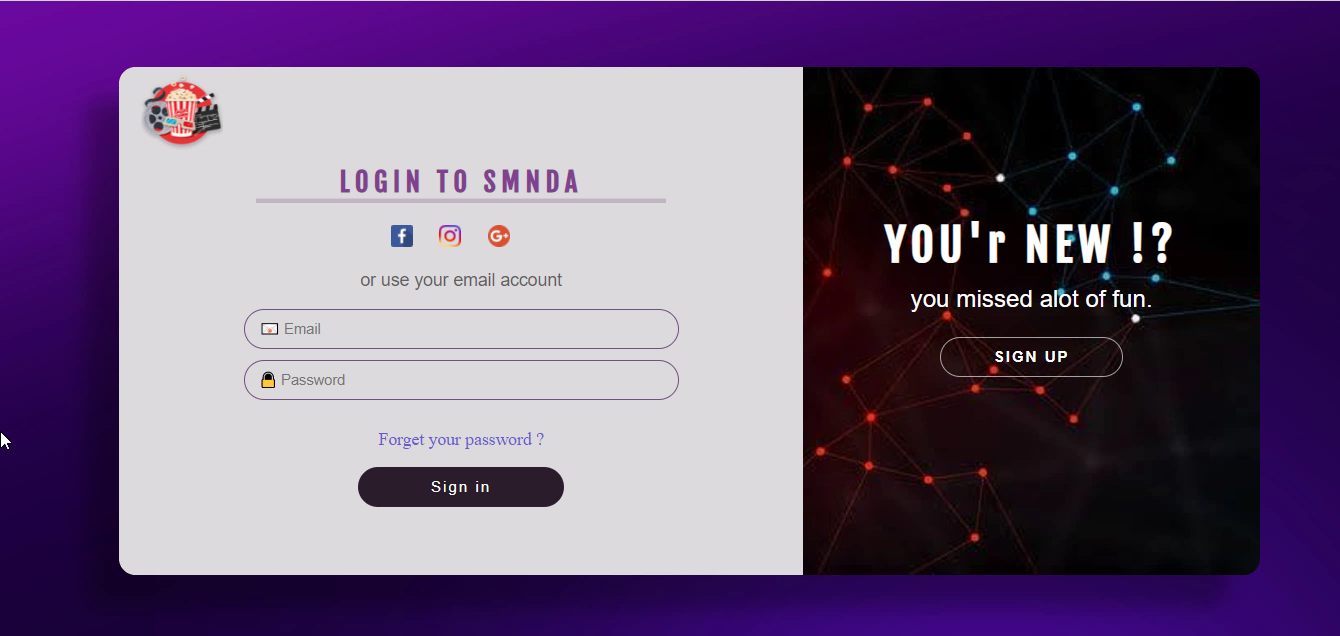 LOGIN TO SMNDA
or use your email account
Email
Password
Forget your password ?
Sign in
YOU'r NEW !?
you missed alot of fun.
SIGN UP